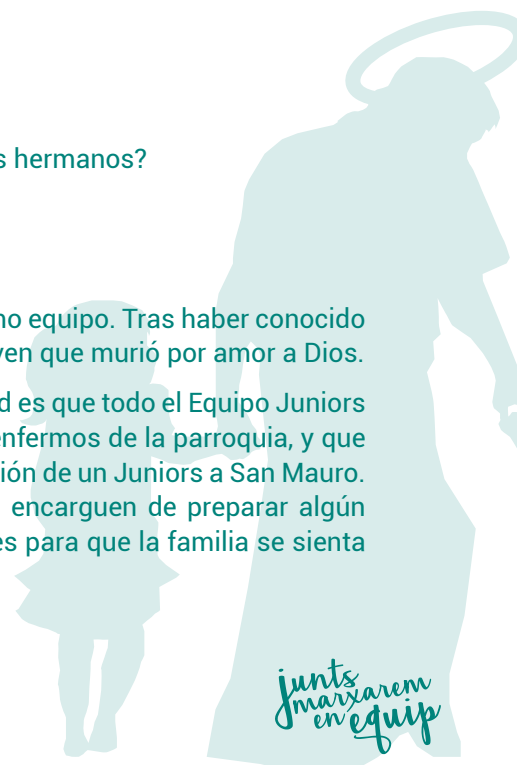 s hermanos?
no equipo. Tras haber conocido
ven que murió por amor a Dios.
d es que todo el Equipo Juniors
enfermos de la parroquia, y que
ión de un Juniors a San Mauro.
encarguen de preparar algún
es para que la familia se sienta
junts
marxarem
en equip